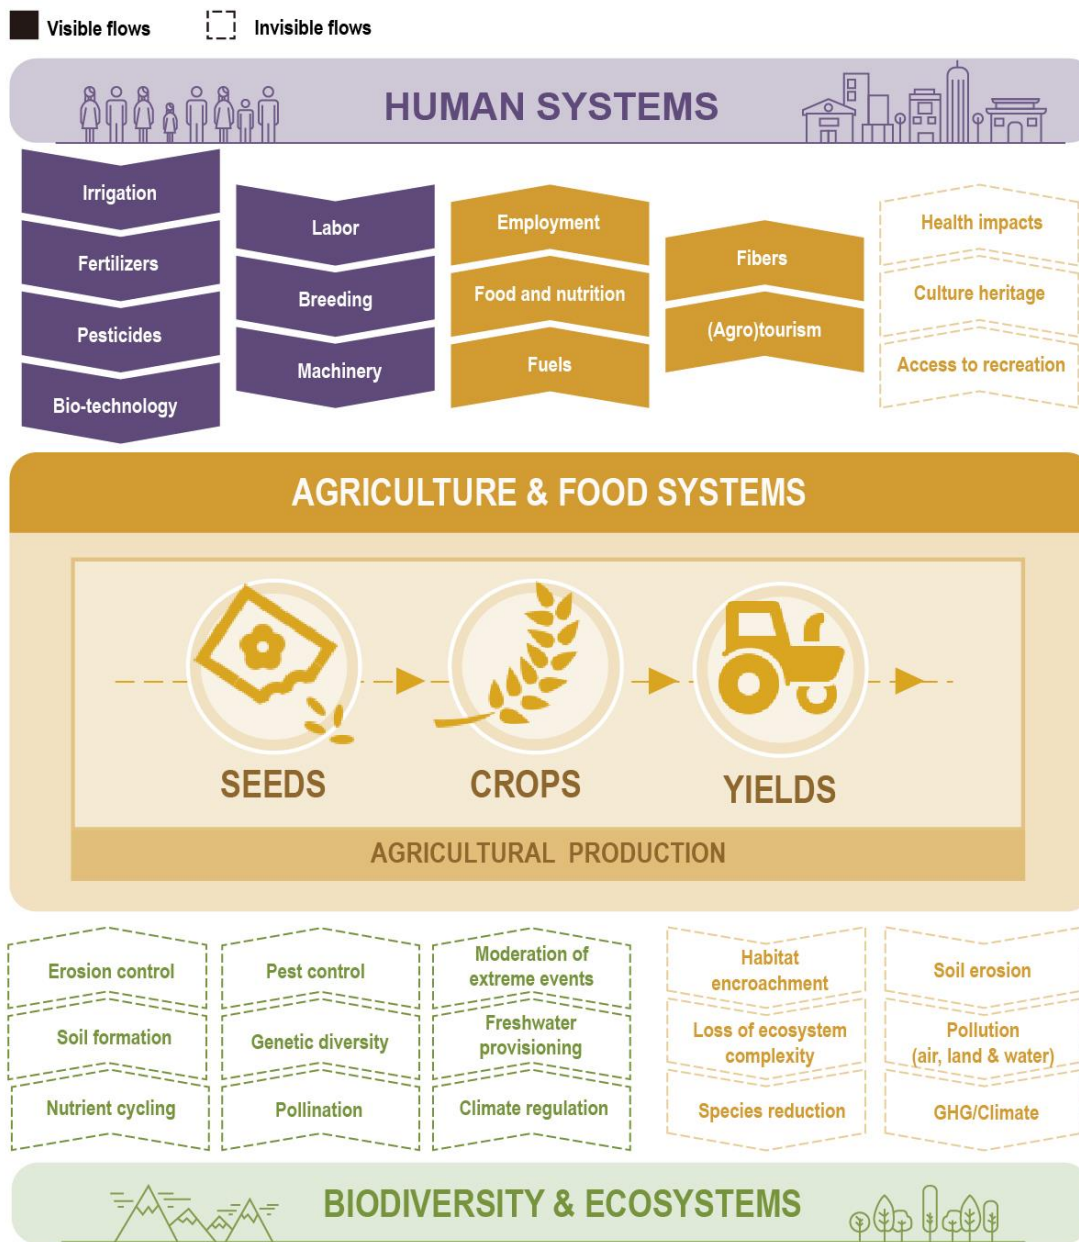 Visible flows
Invisible flows
HUMAN SYSTEMS
Irrigation
Fertilizers
Pesticides
Bio-technology
Labor
Breeding
Machinery
Employment
Food and nutrition
Fuels
Fibers
(Agro)tourism
Health impacts
Culture heritage
Access to recreation
AGRICULTURE & FOOD SYSTEMS
SEEDS
CROPS
YIELDS
AGRICULTURAL PRODUCTION
Erosion control
Soil formation
Nutrient cycling
Pest control
Genetic diversity
Pollination
Moderation of
extreme events
Freshwater
provisioning
Climate regulation
Habitat
encroachment
Loss of ecosystem
complexity
Species reduction
Soil erosion
Pollution
(air, land & water)
GHG/Climate
BIODIVERSITY & ECOSYSTEMS